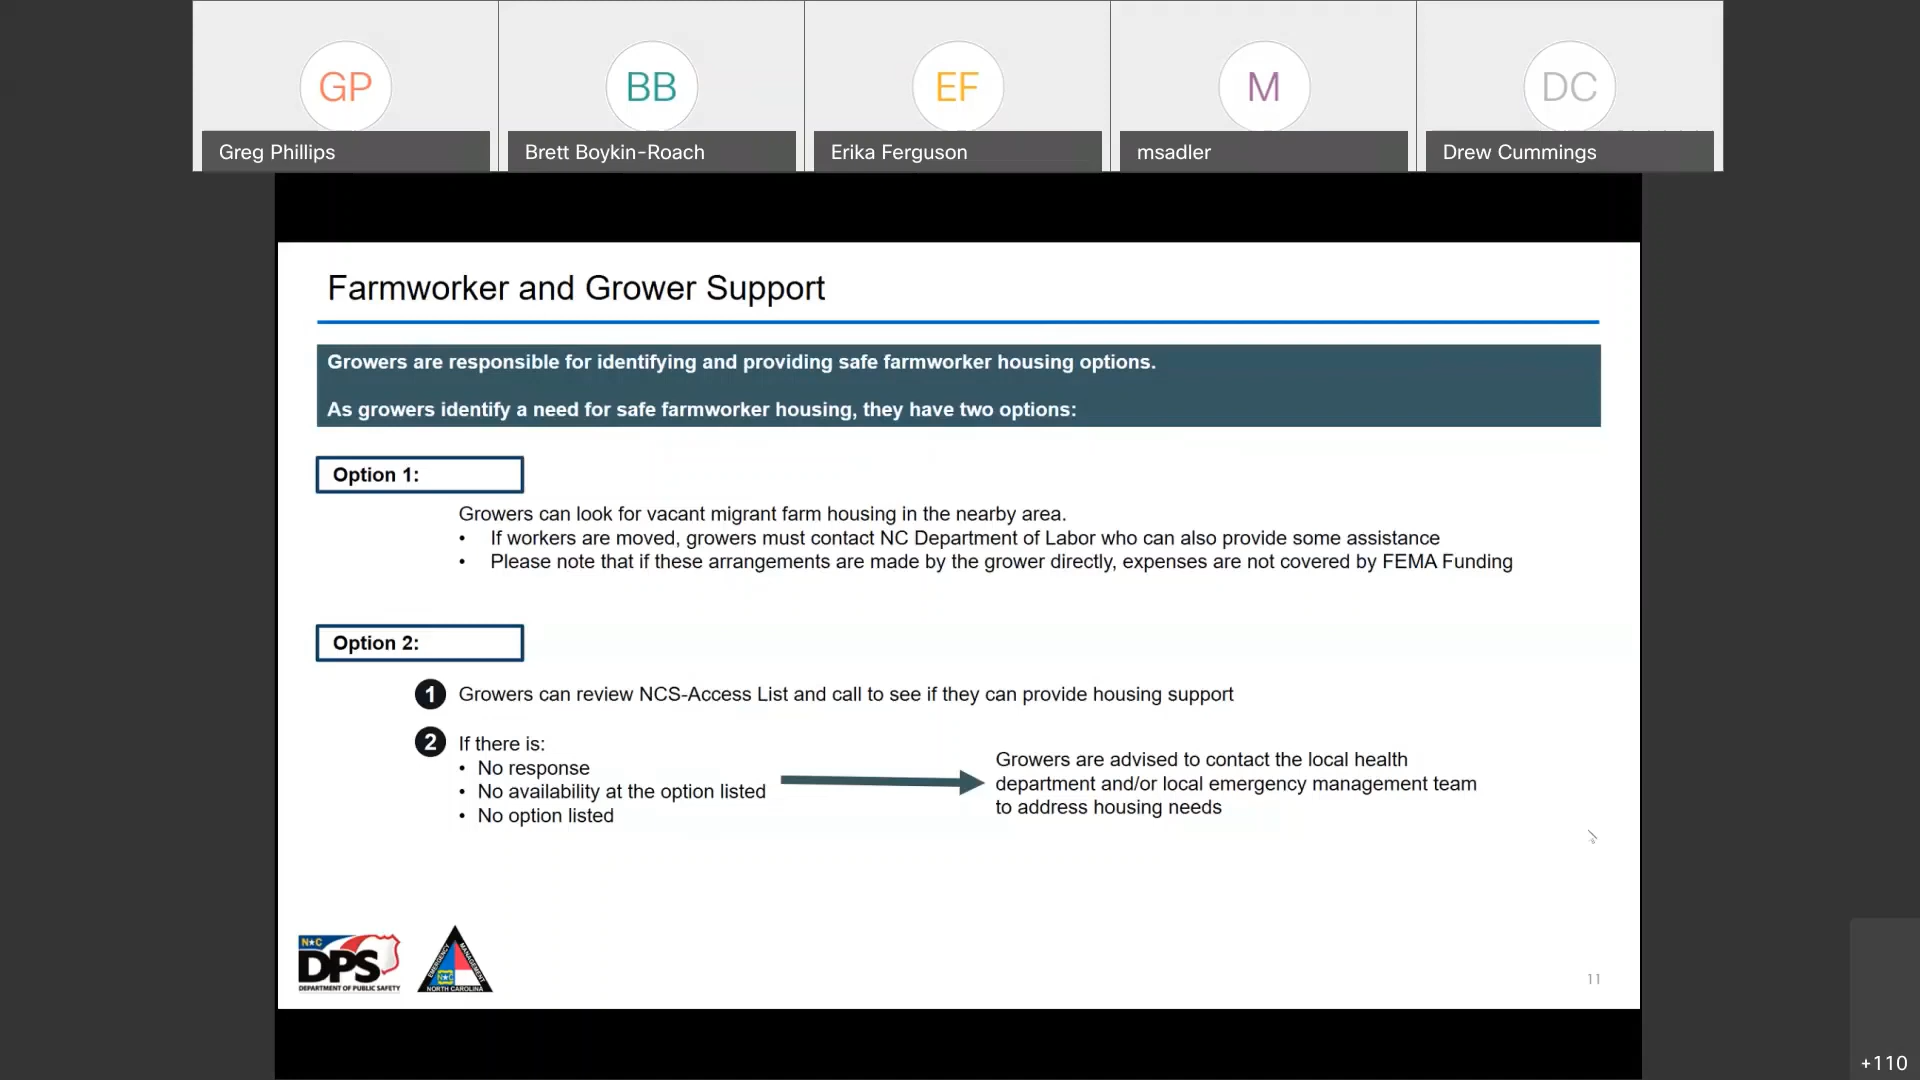 GP
BB
EF
M
DC
Greg Phillips
Brett Boykin-Roach
Erika Ferguson
msadler
Drew Cummings
Farmworker and Grower Support
Growers are responsible for identifying and providing safe farmworker housing options.
As growers identify a need for safe farmworker housing, they have two options:
Option 1:
Growers can look for vacant migrant farm housing in the nearby area.
• If workers are moved, growers must contact NC Department of Labor who can also provide some assistance
• Please note that if these arrangements are made by the grower directly, expenses are not covered by FEMA Funding
Option 2:
1 Growers can review NCS-Access List and call to see if they can provide housing support
2 If there is:
• No response
• No availability at the option listed
• No option listed
Growers are advised to contact the local health
department and/or local emergency management team
to address housing needs
N★C
DPS
DEPARTMENT OF PUBLIC SAFETY
EMERGENCY
MANAGEMENT
N★C
NORTH CAROLINA
11
+110